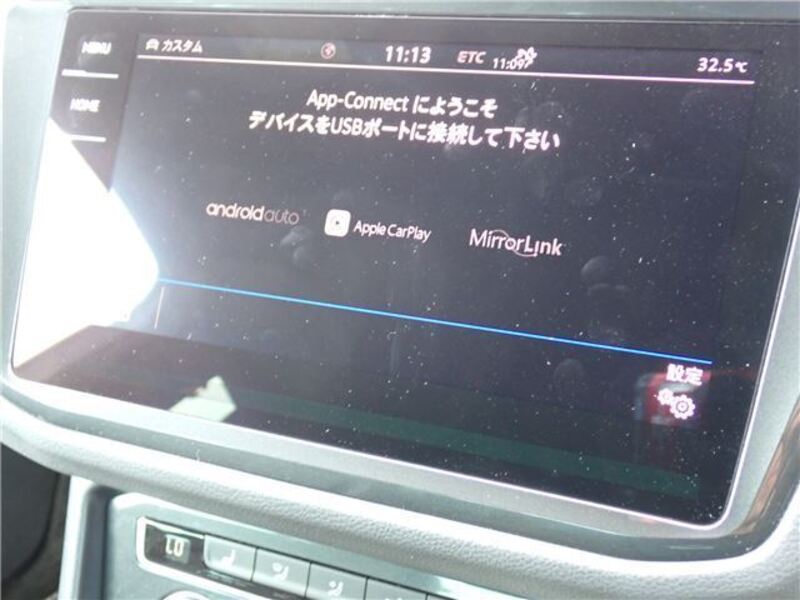 MENU
カスタム
11:13
ETC
11:09
32.5℃
HOME
App-Connect にようこそ
デバイスをUSBポートに接続して下さい
androidauto
Apple CarPlay
MirrorLink
設定
LO